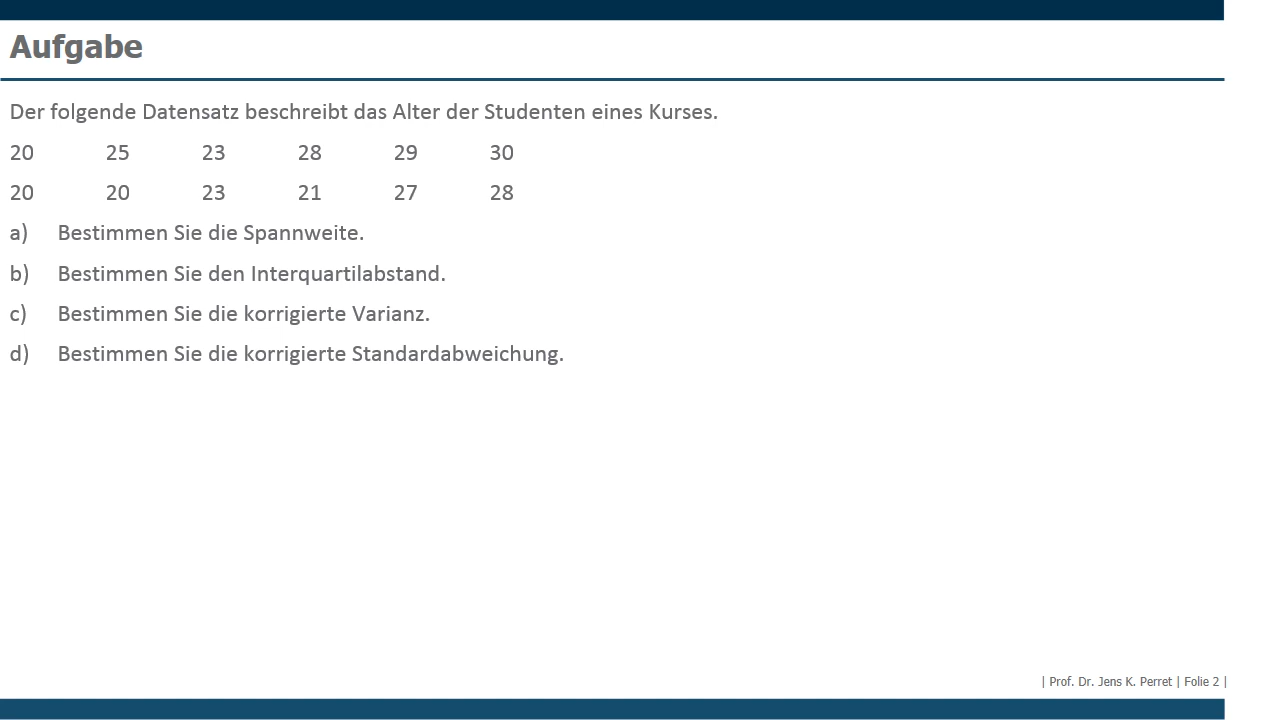 Aufgabe
Der folgende Datensatz beschreibt das Alter der Studenten eines Kurses.
20 25 23 28 29 30
20 20 23 21 27 28
a) Bestimmen Sie die Spannweite.
b) Bestimmen Sie den Interquartilabstand.
c) Bestimmen Sie die korrigierte Varianz.
d) Bestimmen Sie die korrigierte Standardabweichung.
| Prof. Dr. Jens K. Perret | Folie 2 |